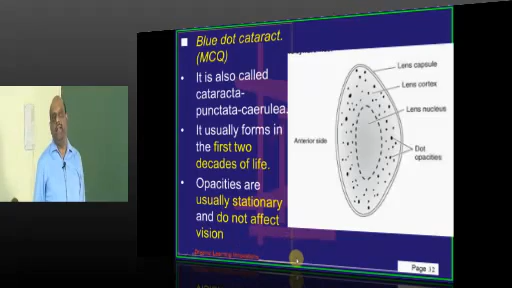 Blue dot cataract.
(MCQ)
It is also called
cataracta-
punctata-caerulea.
It usually forms in
the first two
decades of life.
Opacities are
usually stationary
and do not affect
vision
Lens capsule
Lens cortex
Lens nucleus
Anterior side
Dot
opacities
Page 12